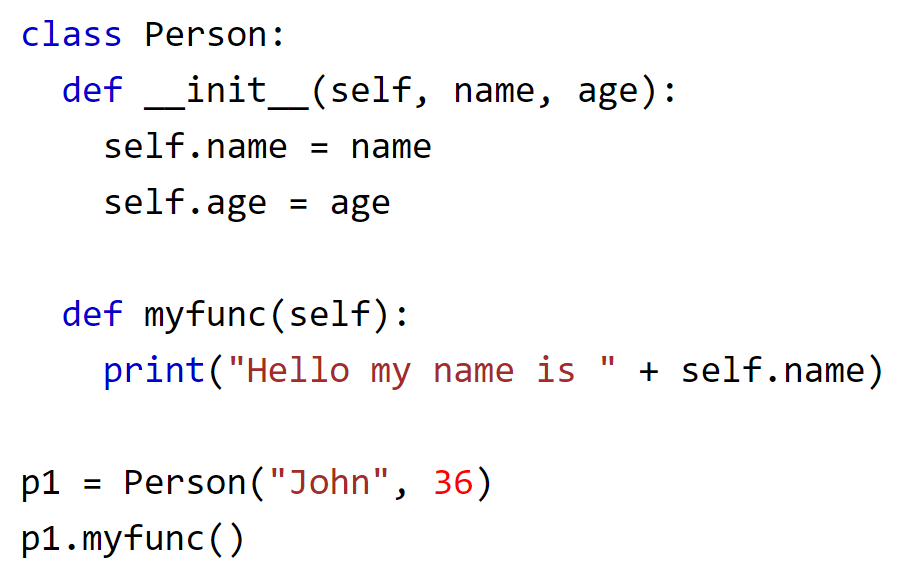 class Person:
  def __init__(self, name, age):
    self.name = name
    self.age = age

  def myfunc(self):
    print("Hello my name is " + self.name)

p1 = Person("John", 36)
p1.myfunc()